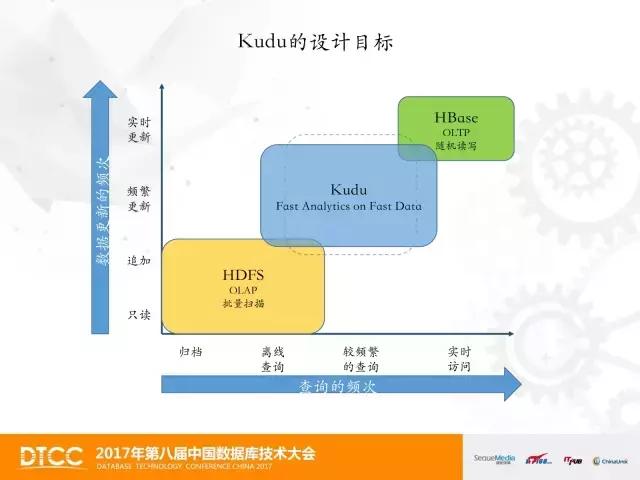 Kudu的设计目标
数据更新的频次
实时
更新
频繁
更新
追加
只读
HBase
OLTP
随机读写
Kudu
Fast Analytics on Fast Data
HDFS
OLAP
批量扫描
归档
离线
查询
较频繁
的查询
实时
访问
查询的频次
DTCC
2017年第八届中国数据库技术大会
DATABASE TECHNOLOGY CONFERENCE CHINA 2017
SequeMedia
ITPUB
ChinaUnix